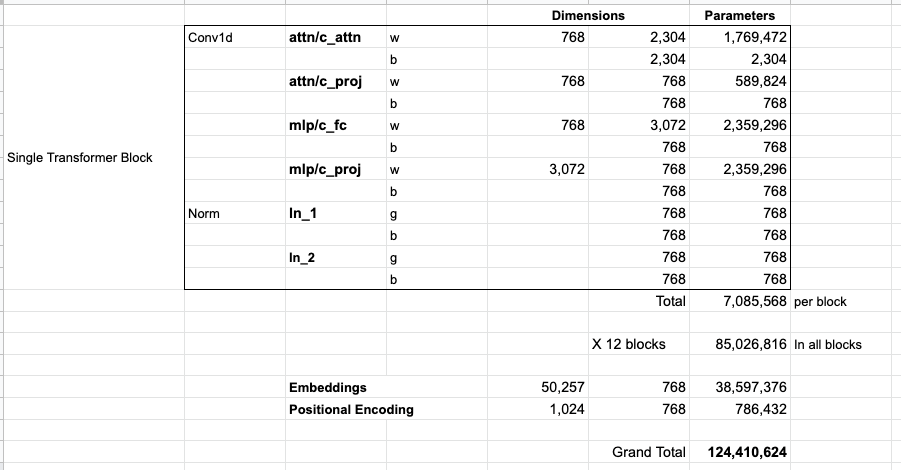 Dimensions Parameters
Conv1d attn/c_attn w 768 2,304 1,769,472
b 2,304 2,304
attn/c_proj w 768 768 589,824
b 768 768
mlp/c_fc w 768 3,072 2,359,296
b 768 768
Single Transformer Block
mlp/c_proj w 3,072 768 2,359,296
b 768 768
Norm ln_1 g 768 768
b 768 768
ln_2 g 768 768
b 768 768
Total 7,085,568 per block
X 12 blocks 85,026,816 In all blocks
Embeddings 50,257 768 38,597,376
Positional Encoding 1,024 768 786,432
Grand Total 124,410,624